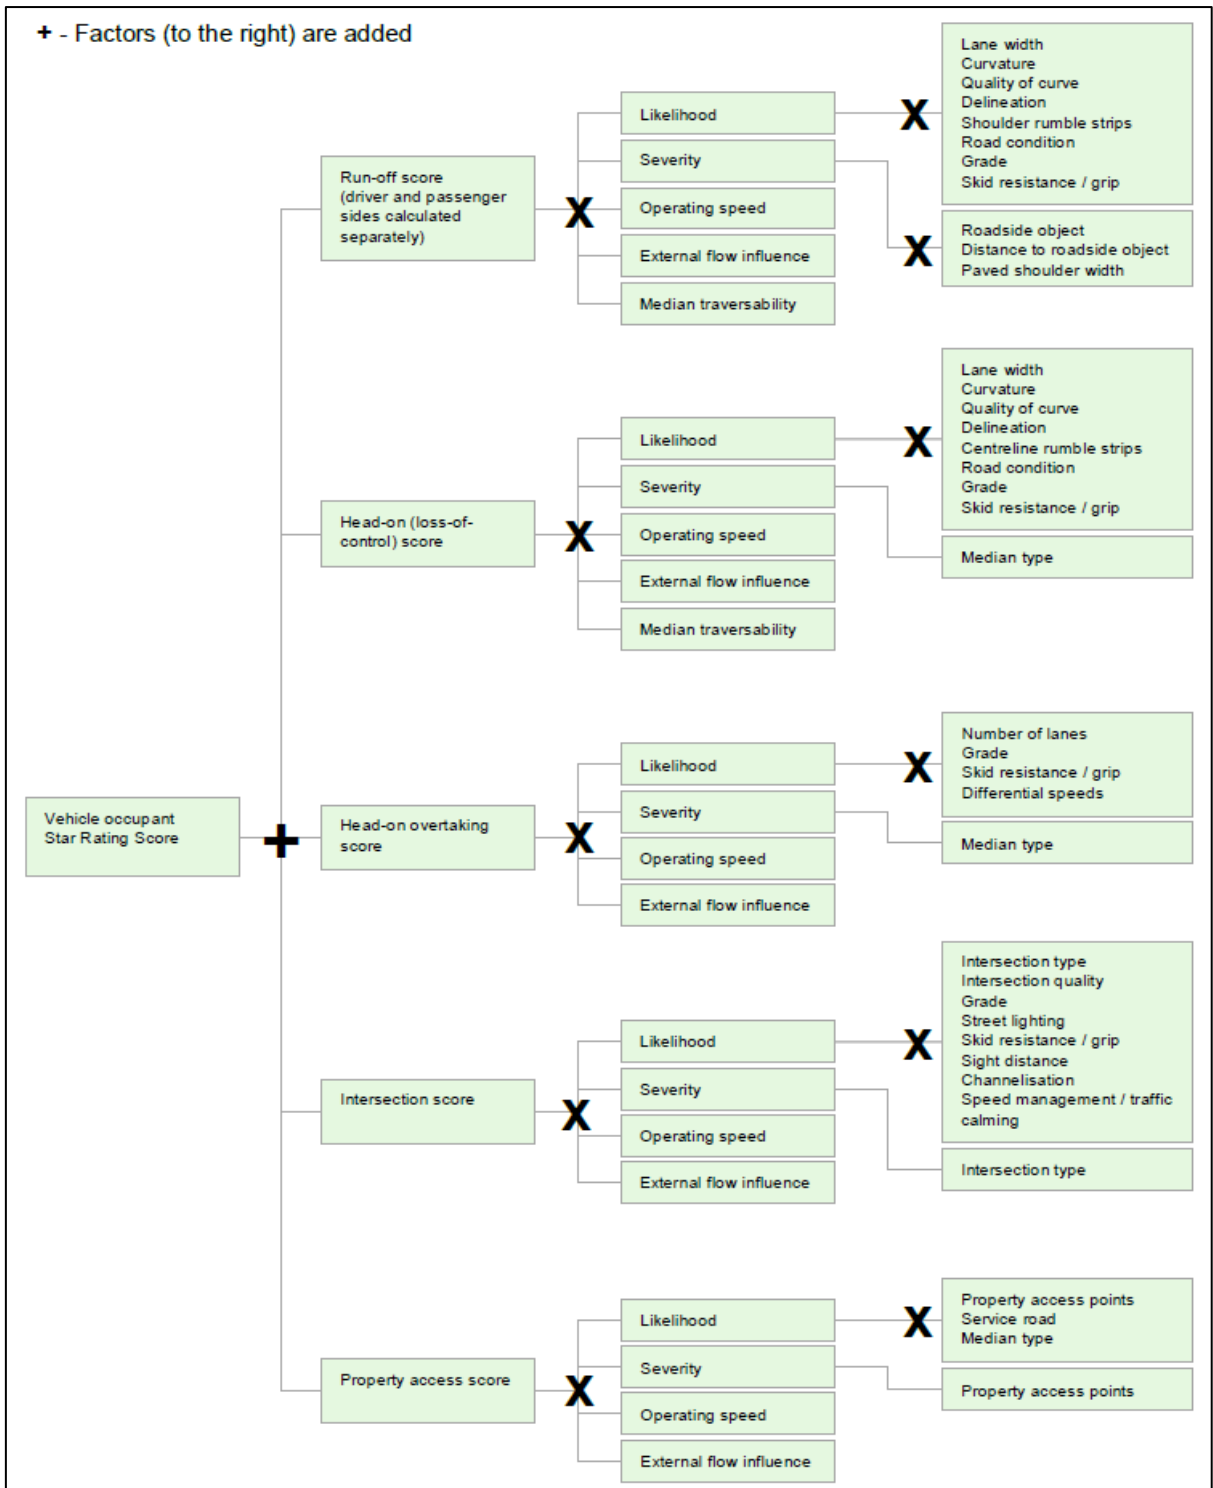 + - Factors (to the right) are added
Vehicle occupant
Star Rating Score
+
Run-off score
(driver and passenger
sides calculated
separately)
X
Likelihood
Severity
Operating speed
External flow influence
Median traversability
X
Lane width
Curvature
Quality of curve
Delineation
Shoulder rumble strips
Road condition
Grade
Skid resistance / grip
X
Roadside object
Distance to roadside object
Paved shoulder width
Head-on (loss-of-
control) score
X
Likelihood
Severity
Operating speed
External flow influence
Median traversability
X
Lane width
Curvature
Quality of curve
Delineation
Centreline rumble strips
Road condition
Grade
Skid resistance / grip
Median type
Head-on overtaking
score
X
Likelihood
Severity
Operating speed
External flow influence
X
Number of lanes
Grade
Skid resistance / grip
Differential speeds
Median type
Intersection score
X
Likelihood
Severity
Operating speed
External flow influence
X
Intersection type
Intersection quality
Grade
Street lighting
Skid resistance / grip
Sight distance
Channelisation
Speed management / traffic
calming
Intersection type
Property access score
X
Likelihood
Severity
Operating speed
External flow influence
X
Property access points
Service road
Median type
Property access points